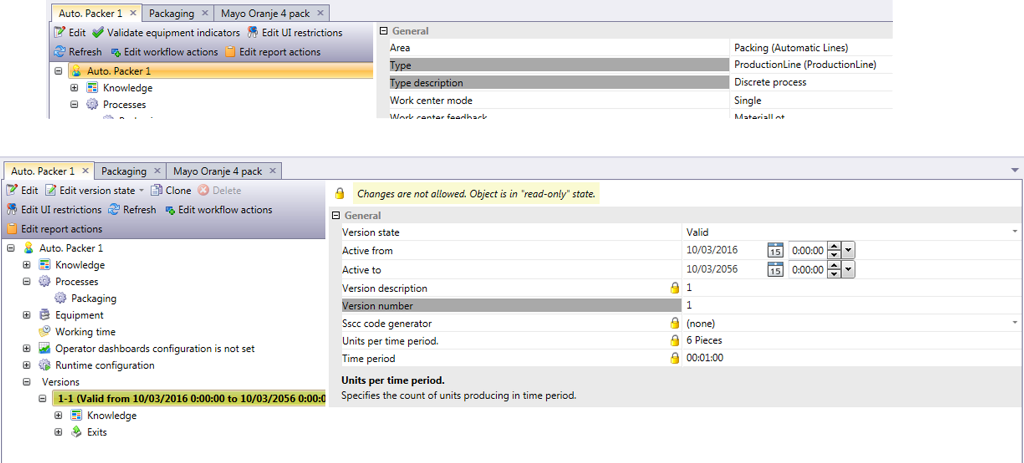 Auto. Packer 1 × Packaging × Mayo Oranje 4 pack ×
Edit Validate equipment indicators Edit UI restrictions
Refresh Edit workflow actions Edit report actions
Auto. Packer 1
Knowledge
Processes
General
Area Packing (Automatic Lines)
Type ProductionLine (ProductionLine)
Type description Discrete process
Work center mode Single
Work center feedback MaterialLot
Auto. Packer 1 × Packaging × Mayo Oranje 4 pack ×
Edit Edit version state Clone Delete
Edit UI restrictions Refresh Edit workflow actions
Edit report actions
Auto. Packer 1
Knowledge
Processes
Packaging
Equipment
Working time
Operator dashboards configuration is not set
Runtime configuration
Versions
1-1 (Valid from 10/03/2016 0:00:00 to 10/03/2056 0:00:0
Knowledge
Exits
Changes are not allowed. Object is in "read-only" state.
General
Version state Valid
Active from 10/03/2016 15 0:00:00
Active to 10/03/2056 15 0:00:00
Version description 1
Version number 1
Sscc code generator (none)
Units per time period. 6 Pieces
Time period 00:01:00
Units per time period.
Specifies the count of units producing in time period.